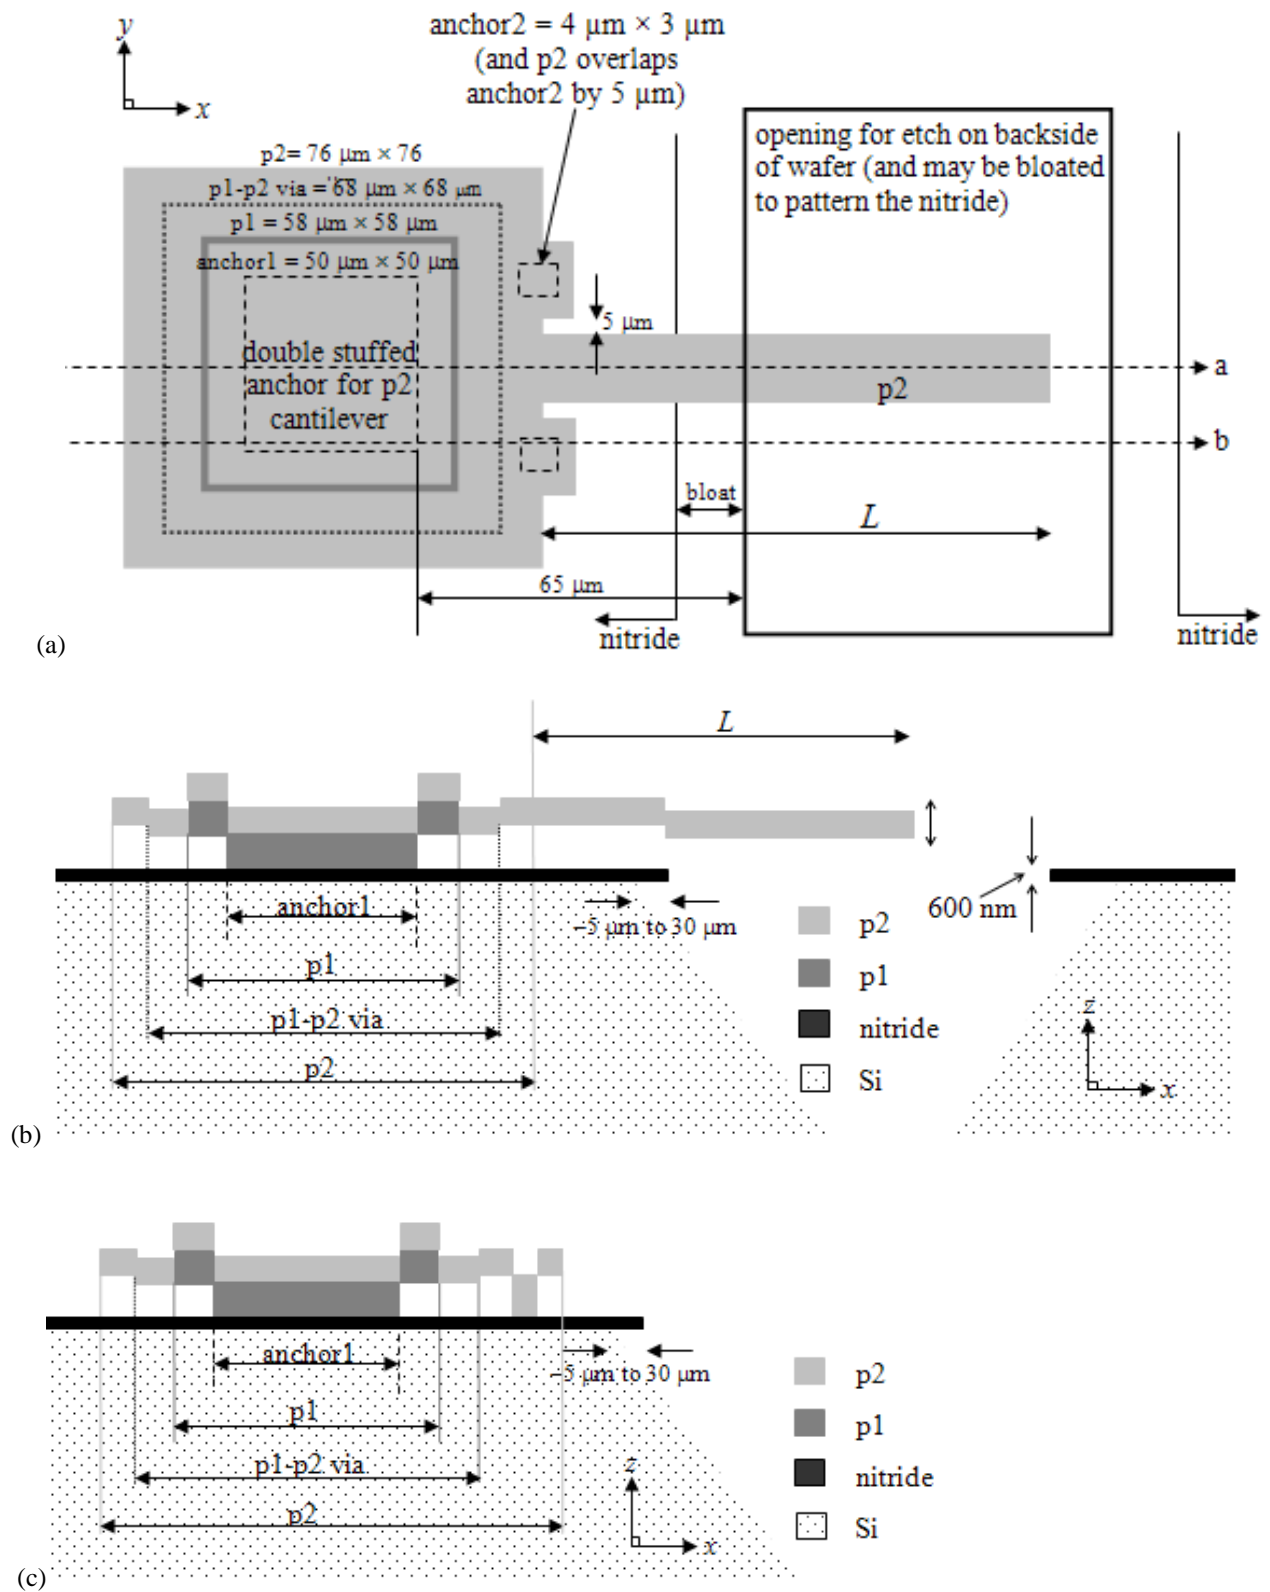 y
x
anchor2 = 4 μm × 3 μm
(and p2 overlaps
anchor2 by 5 μm)
p2= 76 μm × 76
p1-p2 via = 68 μm × 68 μm
p1 = 58 μm × 58 μm
anchor1 = 50 μm × 50 μm
double stuffed
anchor for p2
cantilever
opening for etch on backside
of wafer (and may be bloated
to pattern the nitride)
5 μm
a
p2
b
bloat
L
65 μm
nitride
nitride
(a)
L
600 nm
anchor1
~5 μm to 30 μm
p1
p1-p2 via
p2
p2
p1
nitride
Si
z
x
(b)
anchor1
~5 μm to 30 μm
p1
p1-p2 via
p2
p2
p1
nitride
Si
z
x
(c)